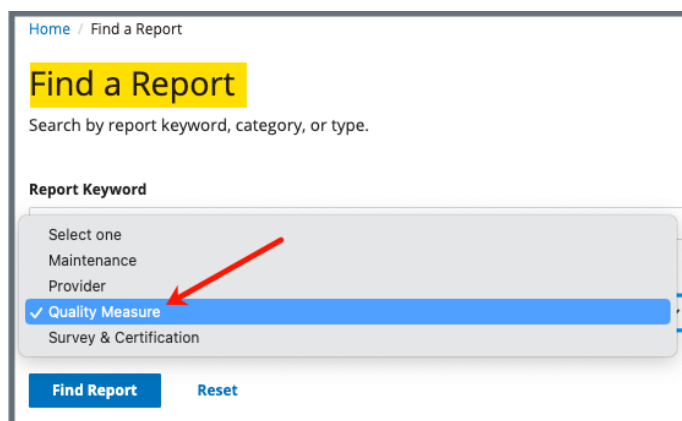 Home / Find a Report
Find a Report
Search by report keyword, category, or type.
Report Keyword
Select one
Maintenance
Provider
✓ Quality Measure
Survey & Certification
Find Report Reset